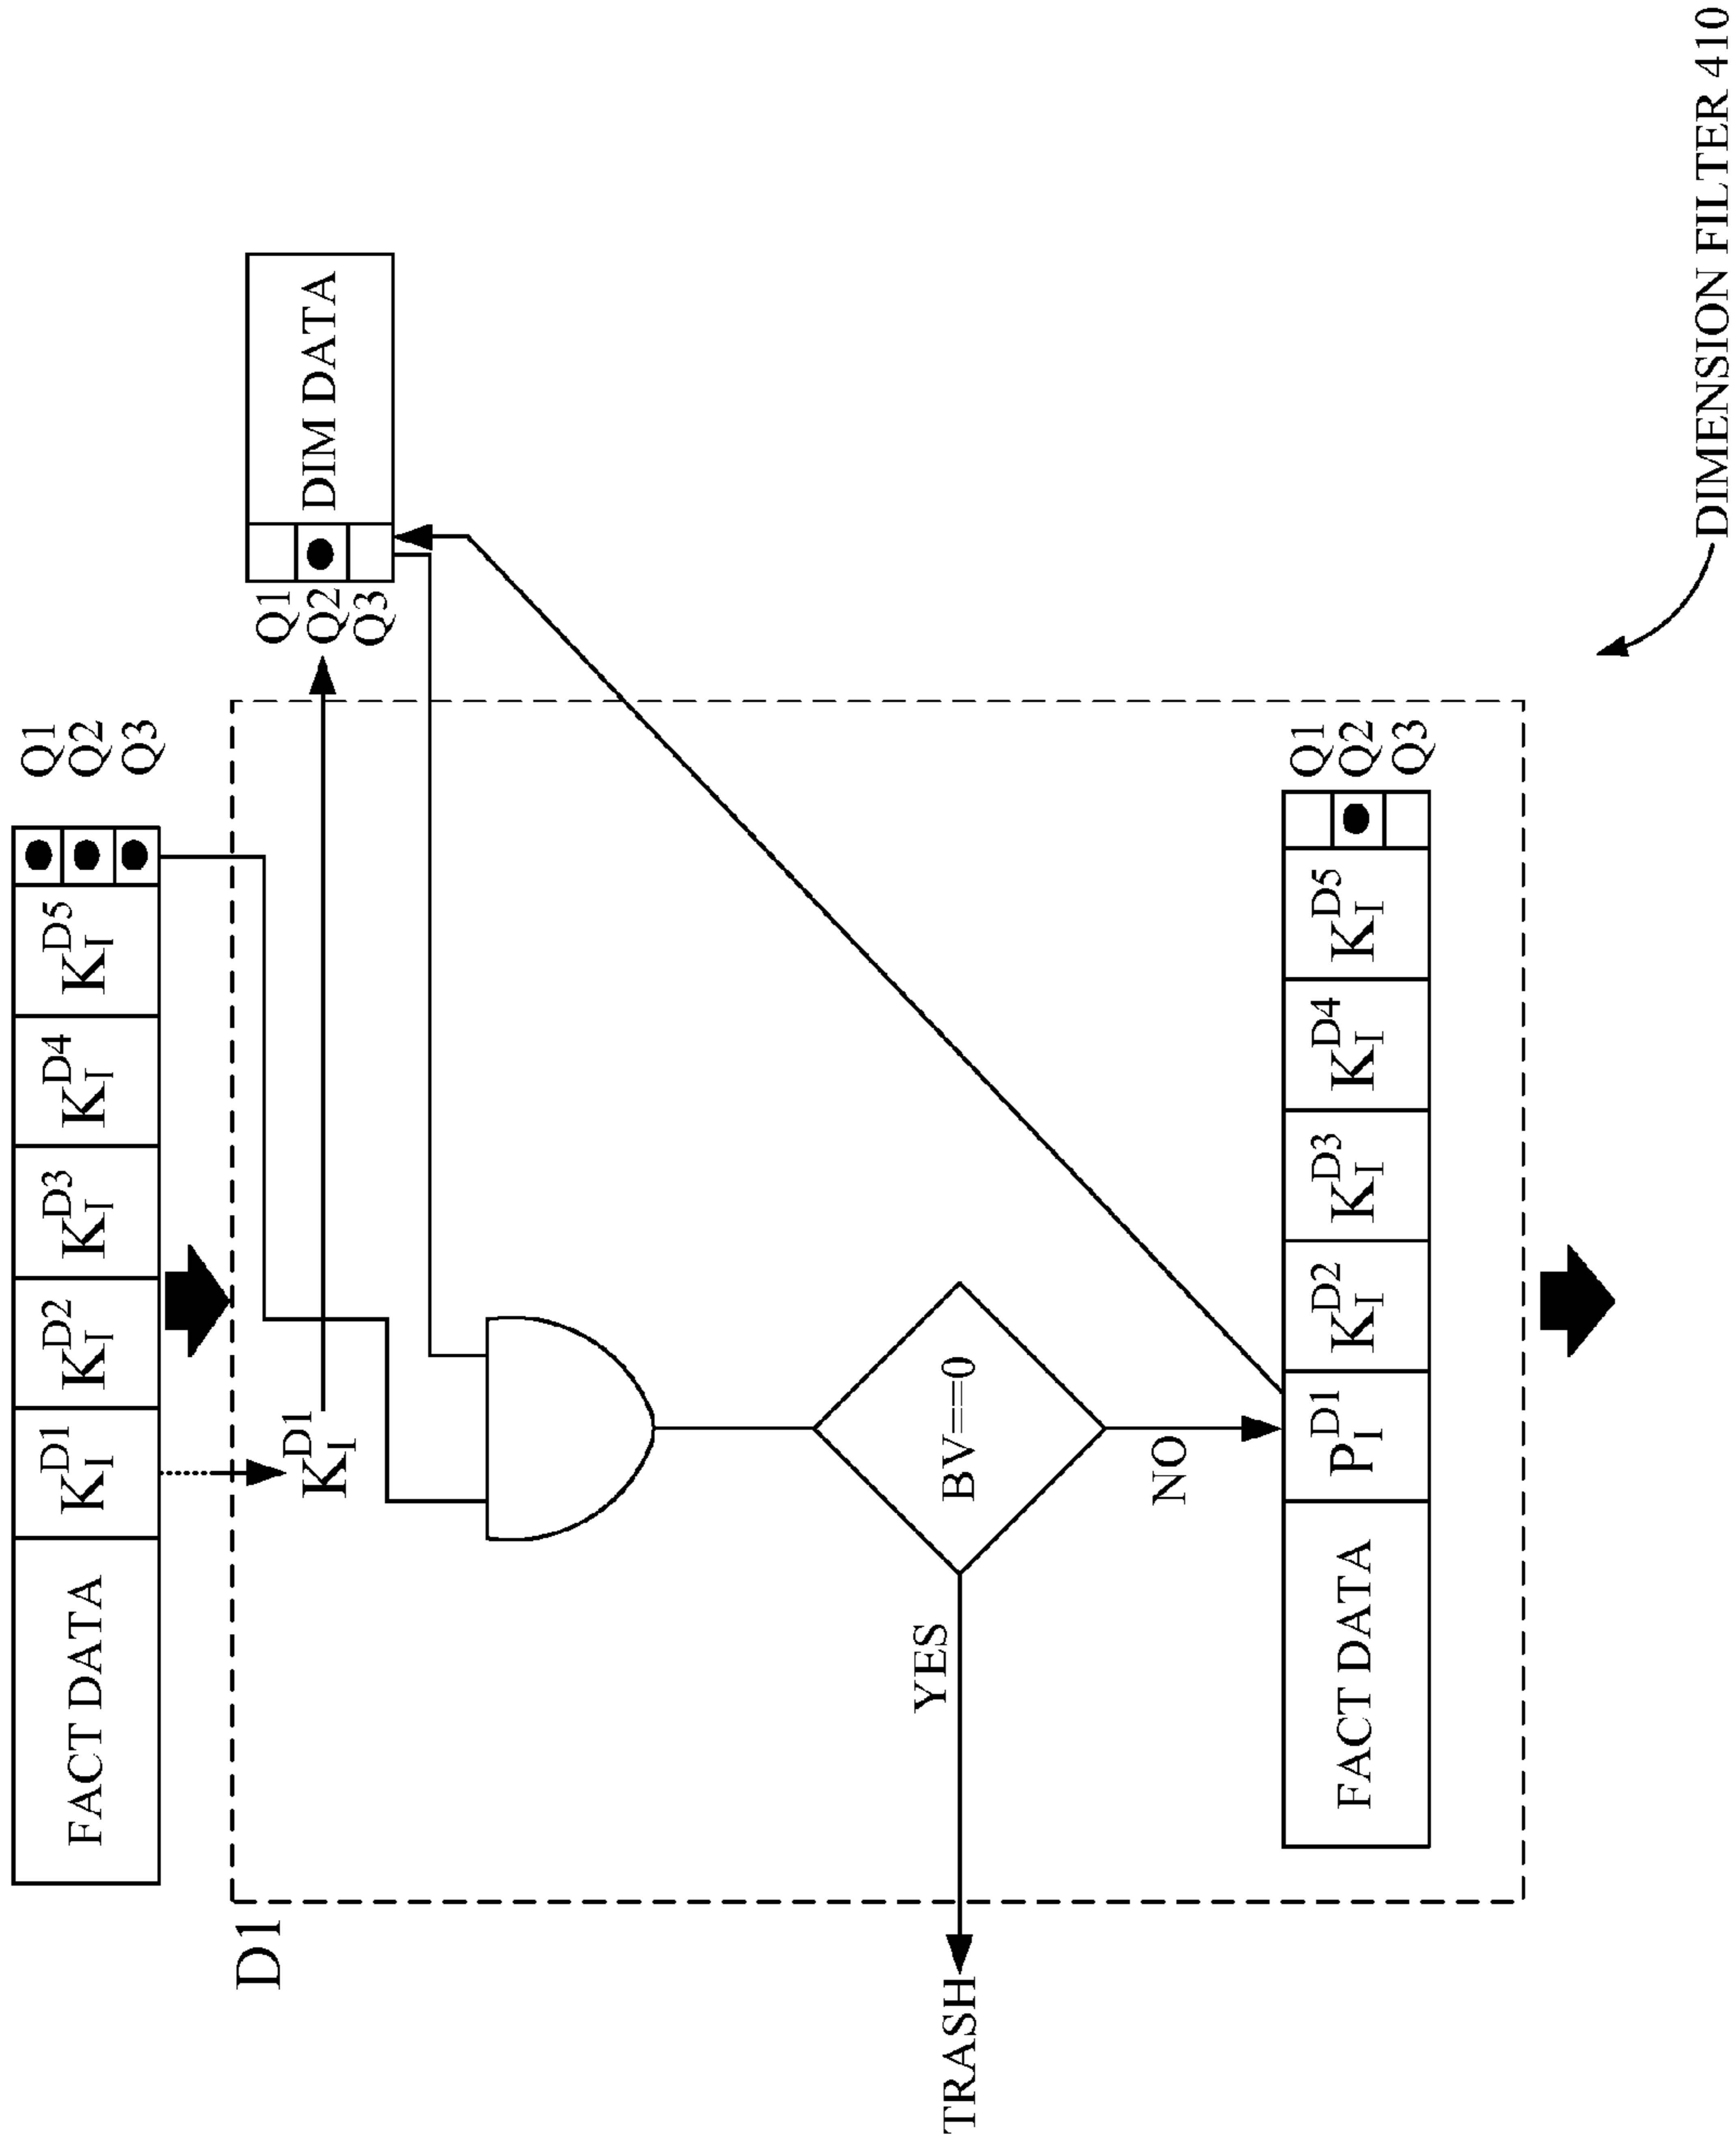 FACT DATA K_I^D1 K_I^D2 K_I^D3 K_I^D4 K_I^D5
Q1
Q2
Q3
D1
K_I^D1
Q1
Q2
Q3
DIM DATA
YES
TRASH
BV==0
NO
FACT DATA P_I^D1 K_I^D2 K_I^D3 K_I^D4 K_I^D5
Q1
Q2
Q3
DIMENSION FILTER 410